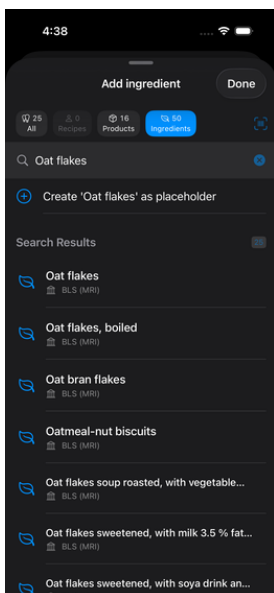 4:38
Add ingredient
Done
25
All
0
Recipes
16
Products
50
Ingredients
Oat flakes
Create 'Oat flakes' as placeholder
Search Results
25
Oat flakes
BLS (MRI)
Oat flakes, boiled
BLS (MRI)
Oat bran flakes
BLS (MRI)
Oatmeal-nut biscuits
BLS (MRI)
Oat flakes soup roasted, with vegetable...
BLS (MRI)
Oat flakes sweetened, with milk 3.5 % fat...
BLS (MRI)
Oat flakes sweetened, with soya drink an...